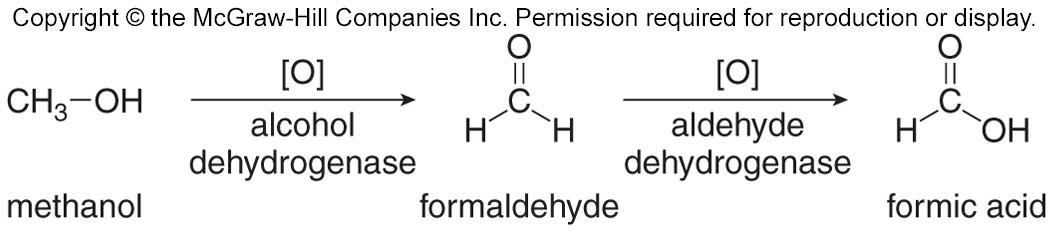 Copyright © the McGraw-Hill Companies Inc. Permission required for reproduction or display.
CH3−OH
[O]
alcohol
dehydrogenase
O
C
H H
[O]
aldehyde
dehydrogenase
O
C
H OH
methanol formaldehyde formic acid